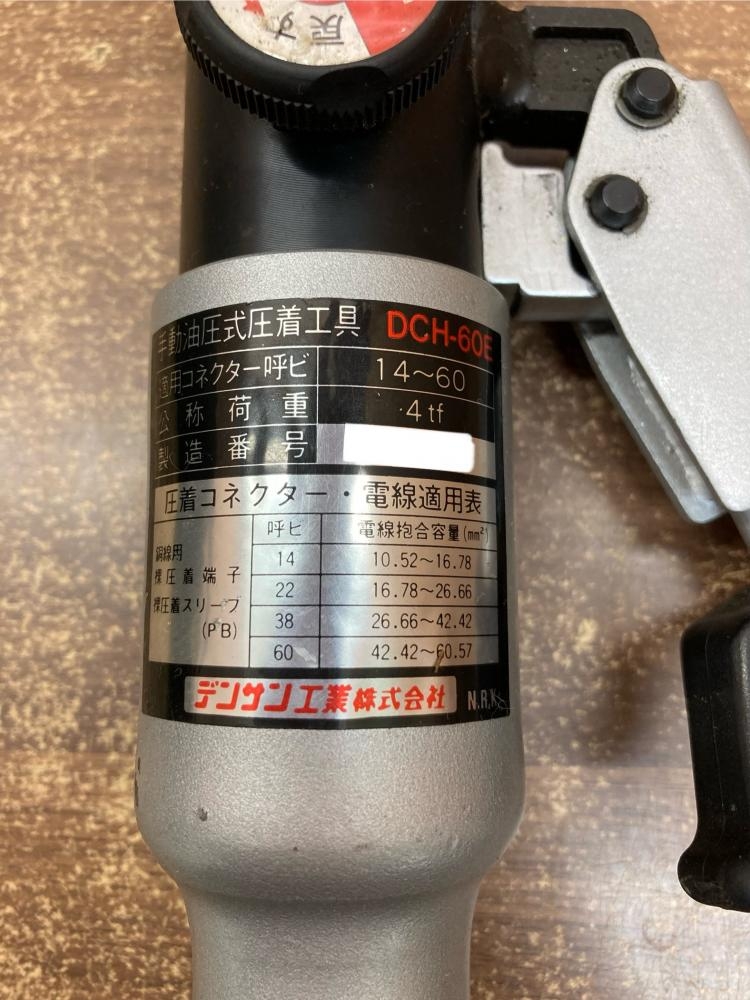 戻す
手動油圧式圧着工具 DCH-60E
適用コネクター呼ビ 14～60
公称荷重 4tf
製造番号
圧着コネクター・電線適用表
呼ビ 電線抱合容量(mm²)
銅線用
裸圧着端子
裸圧着スリーブ
(PB)
14 10.52～16.78
22 16.78～26.66
38 26.66～42.42
60 42.42～60.57
デンサン工業株式会社 N.R.K